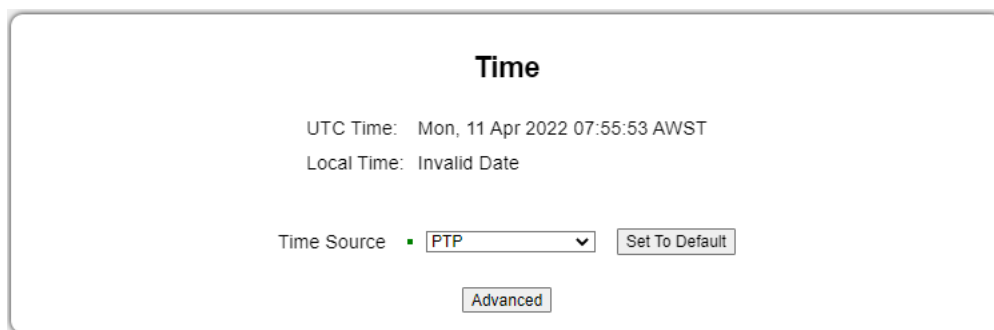 Time
UTC Time: Mon, 11 Apr 2022 07:55:53 AWST
Local Time: Invalid Date
Time Source PTP Set To Default
Advanced